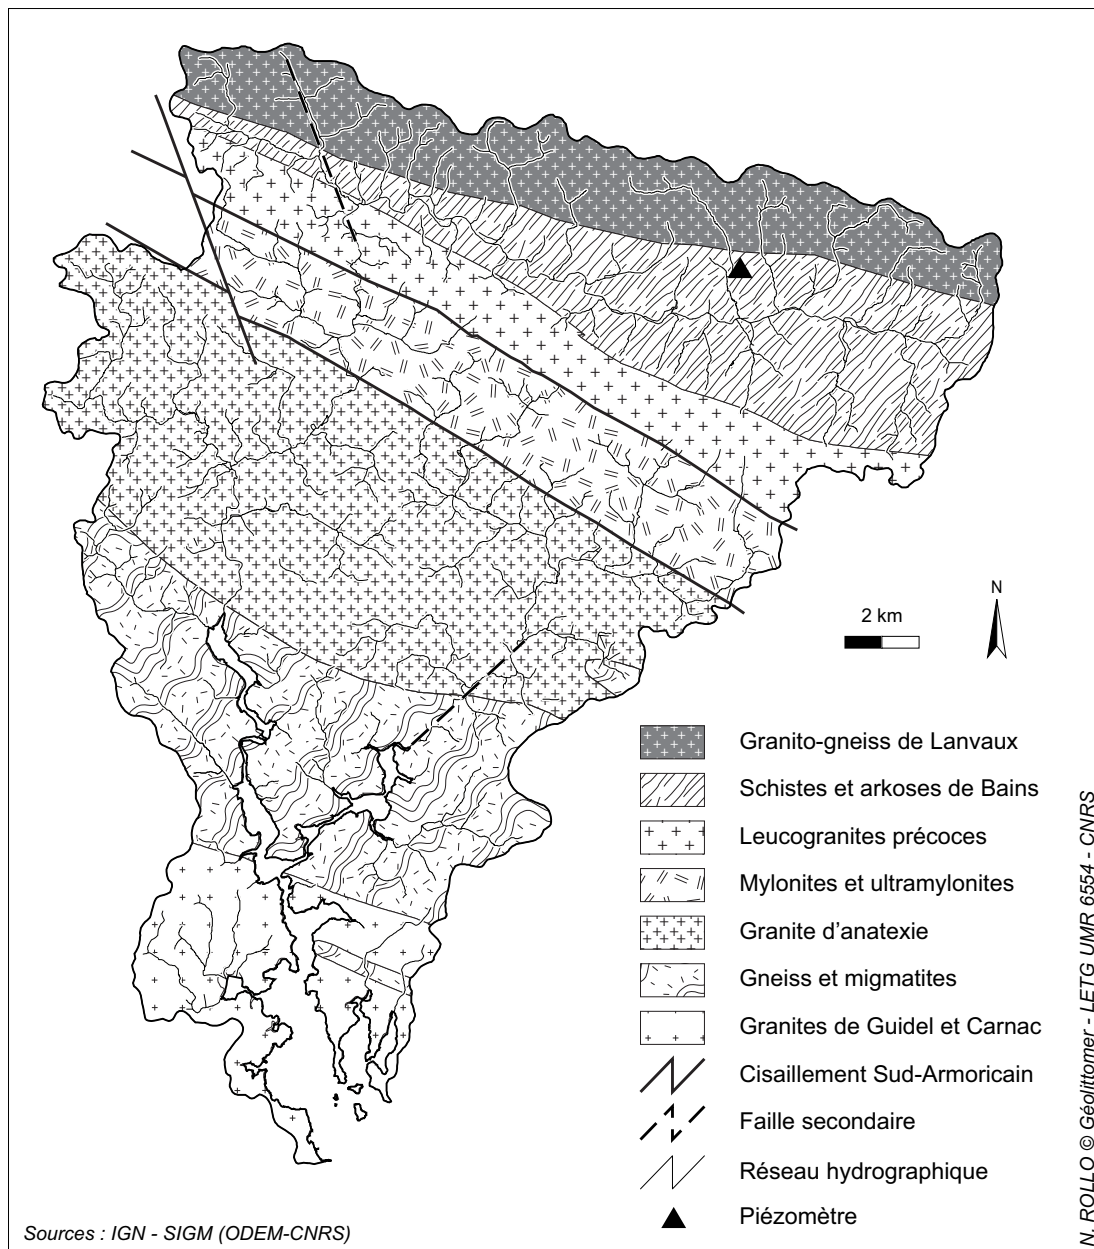 N
2 km
Granito-gneiss de Lanvaux
Schistes et arkoses de Bains
Leucogranites précoces
Mylonites et ultramylonites
Granite d'anatexie
Gneiss et migmatites
Granites de Guidel et Carnac
Cisaillement Sud-Armoricain
Faille secondaire
Réseau hydrographique
Piézomètre
Sources : IGN - SIGM (ODEM-CNRS)
N. ROLLO © Géolittomer - LETG UMR 6554 - CNRS